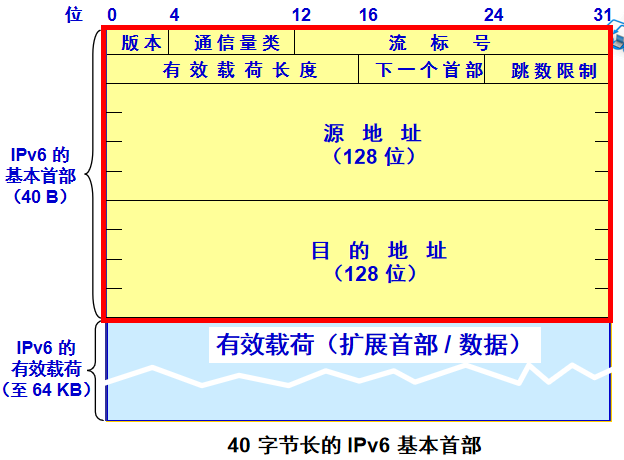 位 0 4 12 16 24 31
版本 通信量类 流标号
有效载荷长度 下一个首部 跳数限制
源地址
（128 位）
IPv6 的
基本首部
（40 B）
目的地址
（128 位）
IPv6 的
有效载荷
（至 64 KB）
有效载荷（扩展首部 / 数据）
40 字节长的 IPv6 基本首部